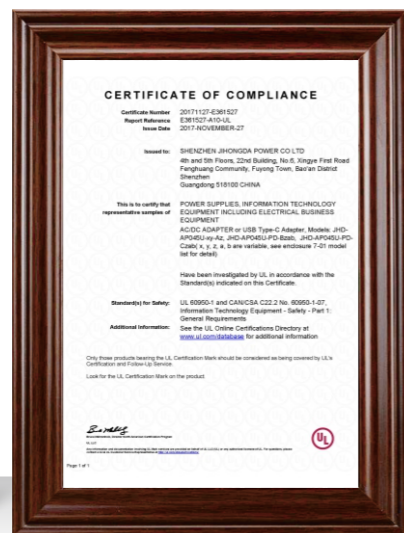 CERTIFICATE OF COMPLIANCE
Certificate Number 20171127-E361527
Report Reference E361527-A10-UL
Issue Date 2017-NOVEMBER-27
Issued to: SHENZHEN JIHONGDA POWER CO LTD
4th and 5th Floors, 22nd Building, No.6, Xingye First Road
Fenghuang Community, Fuyong Town, Bao'an District
Shenzhen
Guangdong 518100 CHINA
This is to certify that
representative samples of
POWER SUPPLIES, INFORMATION TECHNOLOGY
EQUIPMENT INCLUDING ELECTRICAL BUSINESS
EQUIPMENT
AC/DC ADAPTER or USB Type-C Adapter, Models: JHD-
AP045U-xy-Az, JHD-AP045U-PD-Bzab, JHD-AP045U-PD-
Czab( x, y, z, a, b are variable, see enclosure 7-01 model
list for detail)
Have been investigated by UL in accordance with the
Standard(s) indicated on this Certificate.
Standard(s) for Safety: UL 60950-1 and CAN/CSA C22.2 No. 60950-1-07,
Information Technology Equipment - Safety - Part 1:
General Requirements
Additional Information: See the UL Online Certifications Directory at
www.ul.com/database for additional information
Only those products bearing the UL Certification Mark should be considered as being covered by UL's
Certification and Follow-Up Service.
Look for the UL Certification Mark on the product.
UL
Page 1 of 1